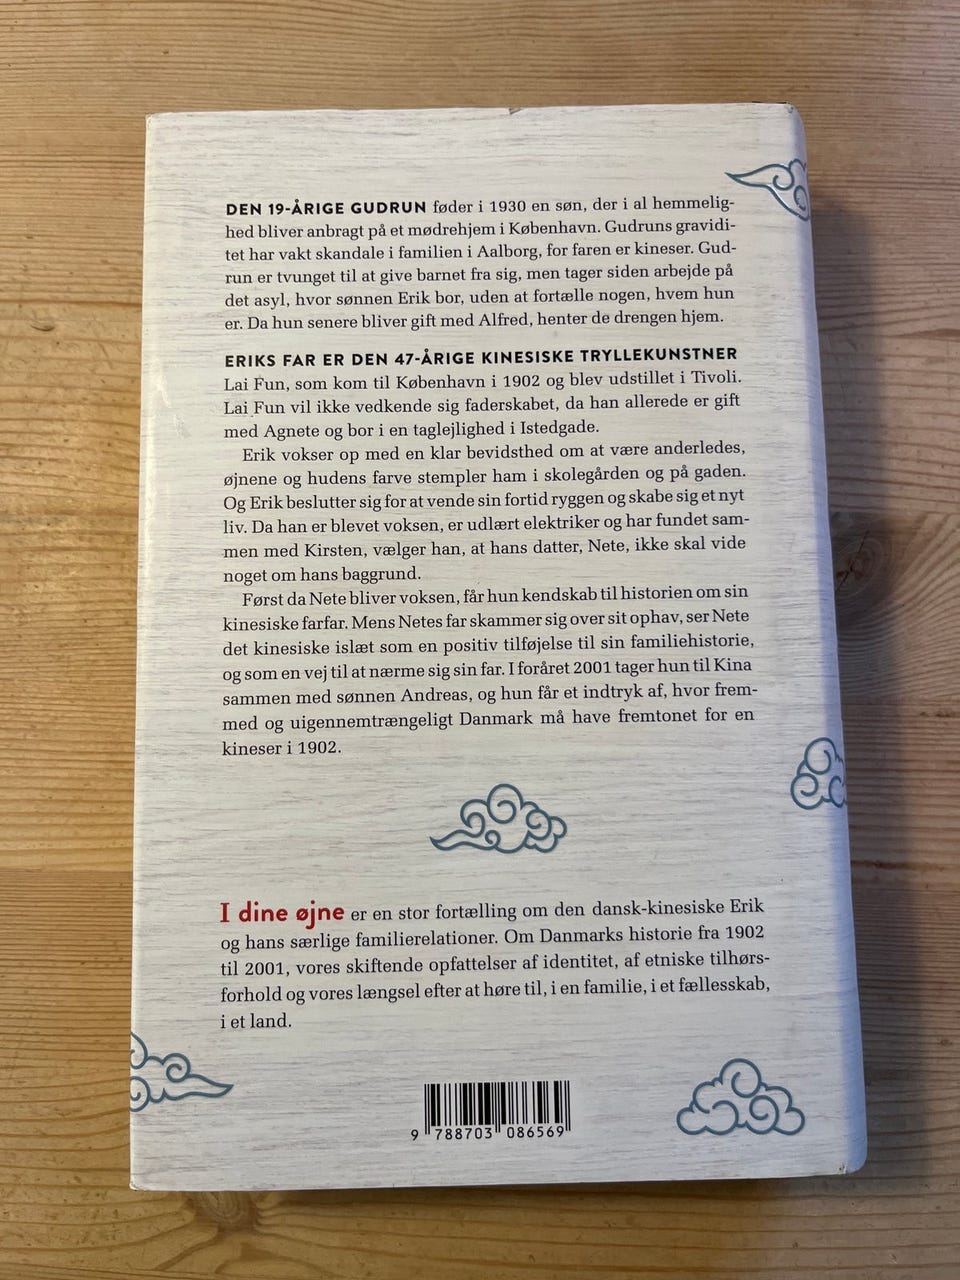 DEN 19-ÅRIGE GUDRUN føder i 1930 en søn, der i al hemmelig-
hed bliver anbragt på et mødrehjem i København. Gudruns gravidi-
tet har vakt skandale i familien i Aalborg, for faren er kineser. Gud-
run er tvunget til at give barnet fra sig, men tager siden arbejde på
det asyl, hvor sønnen Erik bor, uden at fortælle nogen, hvem hun
er. Da hun senere bliver gift med Alfred, henter de drengen hjem.
ERIKS FAR ER DEN 47-ÅRIGE KINESISKE TRYLLEKUNSTNER
Lai Fun, som kom til København i 1902 og blev udstillet i Tivoli.
Lai Fun vil ikke vedkende sig faderskabet, da han allerede er gift
med Agnete og bor i en taglejlighed i Istedgade.
Erik vokser op med en klar bevidsthed om at være anderledes,
øjnene og hudens farve stempler ham i skolegården og på gaden.
Og Erik beslutter sig for at vende sin fortid ryggen og skabe sig et nyt
liv. Da han er blevet voksen, er udlært elektriker og har fundet sam-
men med Kirsten, vælger han, at hans datter, Nete, ikke skal vide
noget om hans baggrund.
Først da Nete bliver voksen, får hun kendskab til historien om sin
kinesiske farfar. Mens Netes far skammer sig over sit ophav, ser Nete
det kinesiske islæt som en positiv tilføjelse til sin familiehistorie,
og som en vej til at nærme sig sin far. I foråret 2001 tager hun til Kina
sammen med sønnen Andreas, og hun får et indtryk af, hvor frem-
med og uigennemtrængeligt Danmark må have fremtonet for en
kineser i 1902.
I dine øjne er en stor fortælling om den dansk-kinesiske Erik
og hans særlige familierelationer. Om Danmarks historie fra 1902
til 2001, vores skiftende opfattelser af identitet, af etniske tilhørs-
forhold og vores længsel efter at høre til, i en familie, i et fællesskab,
i et land.
9 788703 086569